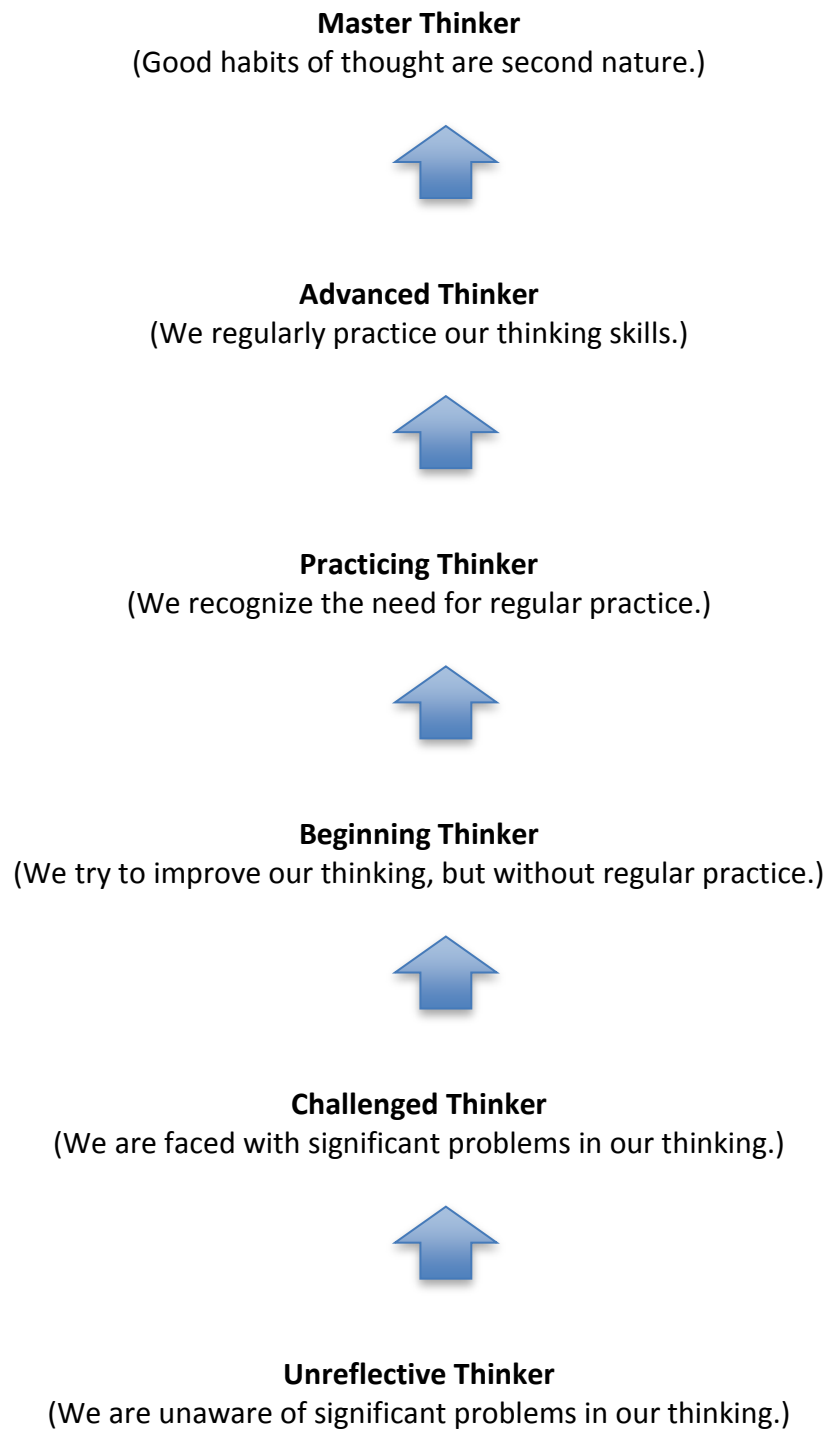 Master Thinker
(Good habits of thought are second nature.)
Advanced Thinker
(We regularly practice our thinking skills.)
Practicing Thinker
(We recognize the need for regular practice.)
Beginning Thinker
(We try to improve our thinking, but without regular practice.)
Challenged Thinker
(We are faced with significant problems in our thinking.)
Unreflective Thinker
(We are unaware of significant problems in our thinking.)